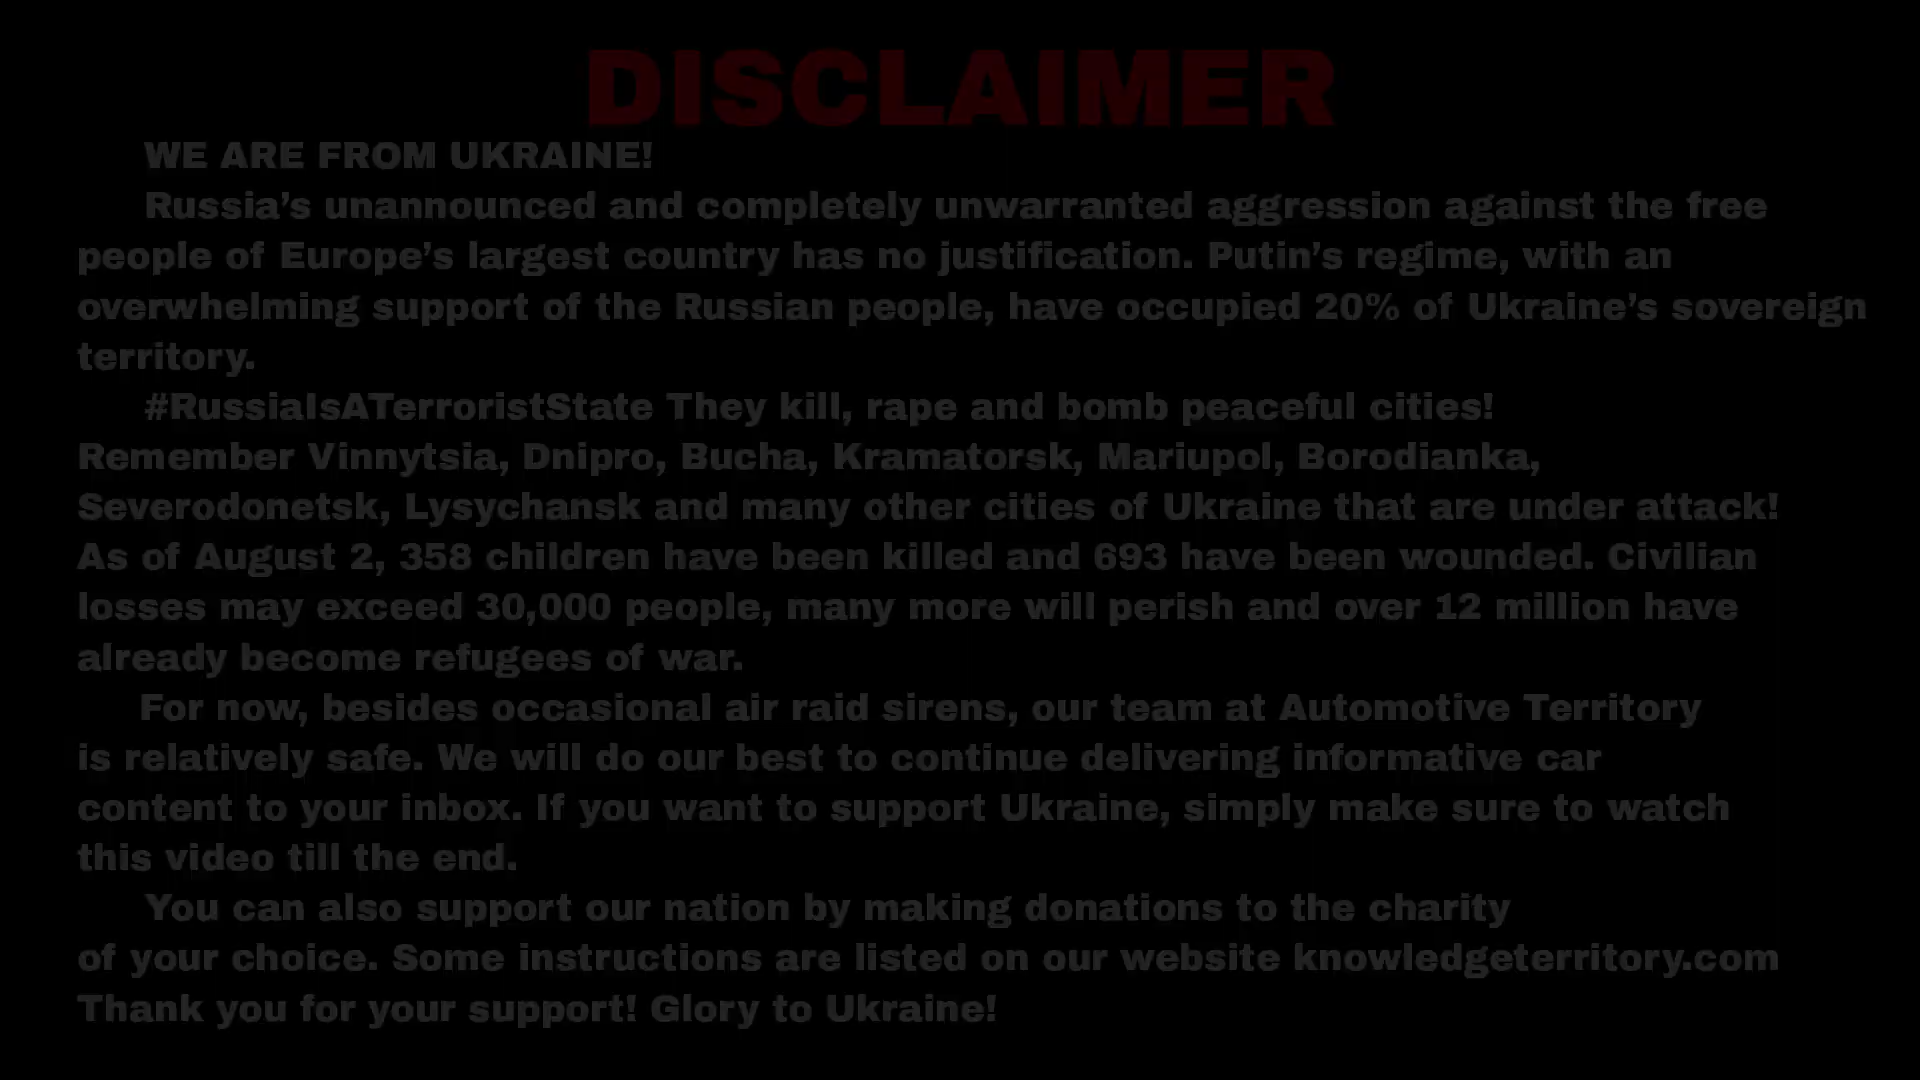 DISCLAIMER
WE ARE FROM UKRAINE!
Russia’s unannounced and completely unwarranted aggression against the free
people of Europe’s largest country has no justification. Putin’s regime, with an
overwhelming support of the Russian people, have occupied 20% of Ukraine’s sovereign
territory.
#RussiaIsATerroristState They kill, rape and bomb peaceful cities!
Remember Vinnytsia, Dnipro, Bucha, Kramatorsk, Mariupol, Borodianka,
Severodonetsk, Lysychansk and many other cities of Ukraine that are under attack!
As of August 2, 358 children have been killed and 693 have been wounded. Civilian
losses may exceed 30,000 people, many more will perish and over 12 million have
already become refugees of war.
For now, besides occasional air raid sirens, our team at Automotive Territory
is relatively safe. We will do our best to continue delivering informative car
content to your inbox. If you want to support Ukraine, simply make sure to watch
this video till the end.
You can also support our nation by making donations to the charity
of your choice. Some instructions are listed on our website knowledgeterritory.com
Thank you for your support! Glory to Ukraine!